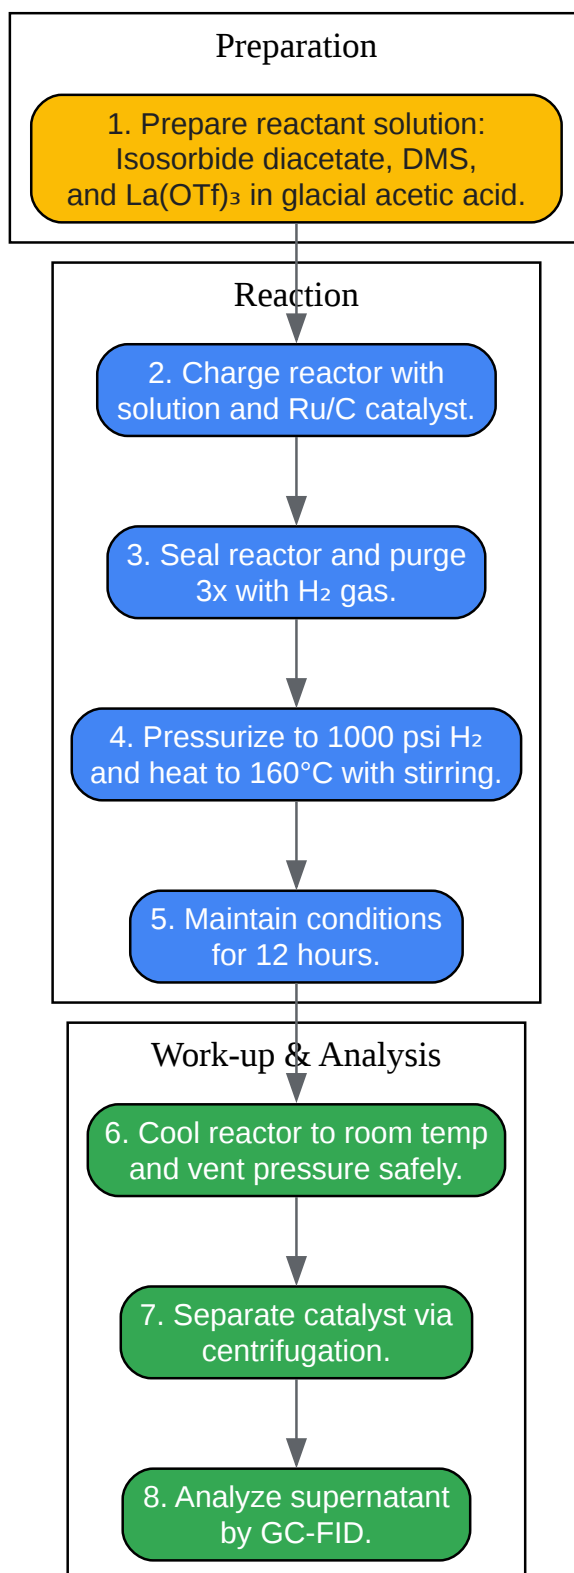 Preparation
1. Prepare reactant solution:
Isosorbide diacetate, DMS,
and La(OTf)₃ in glacial acetic acid.
Reaction
2. Charge reactor with
solution and Ru/C catalyst.
3. Seal reactor and purge
3x with H₂ gas.
4. Pressurize to 1000 psi H₂
and heat to 160°C with stirring.
5. Maintain conditions
for 12 hours.
Work-up & Analysis
6. Cool reactor to room temp
and vent pressure safely.
7. Separate catalyst via
centrifugation.
8. Analyze supernatant
by GC-FID.